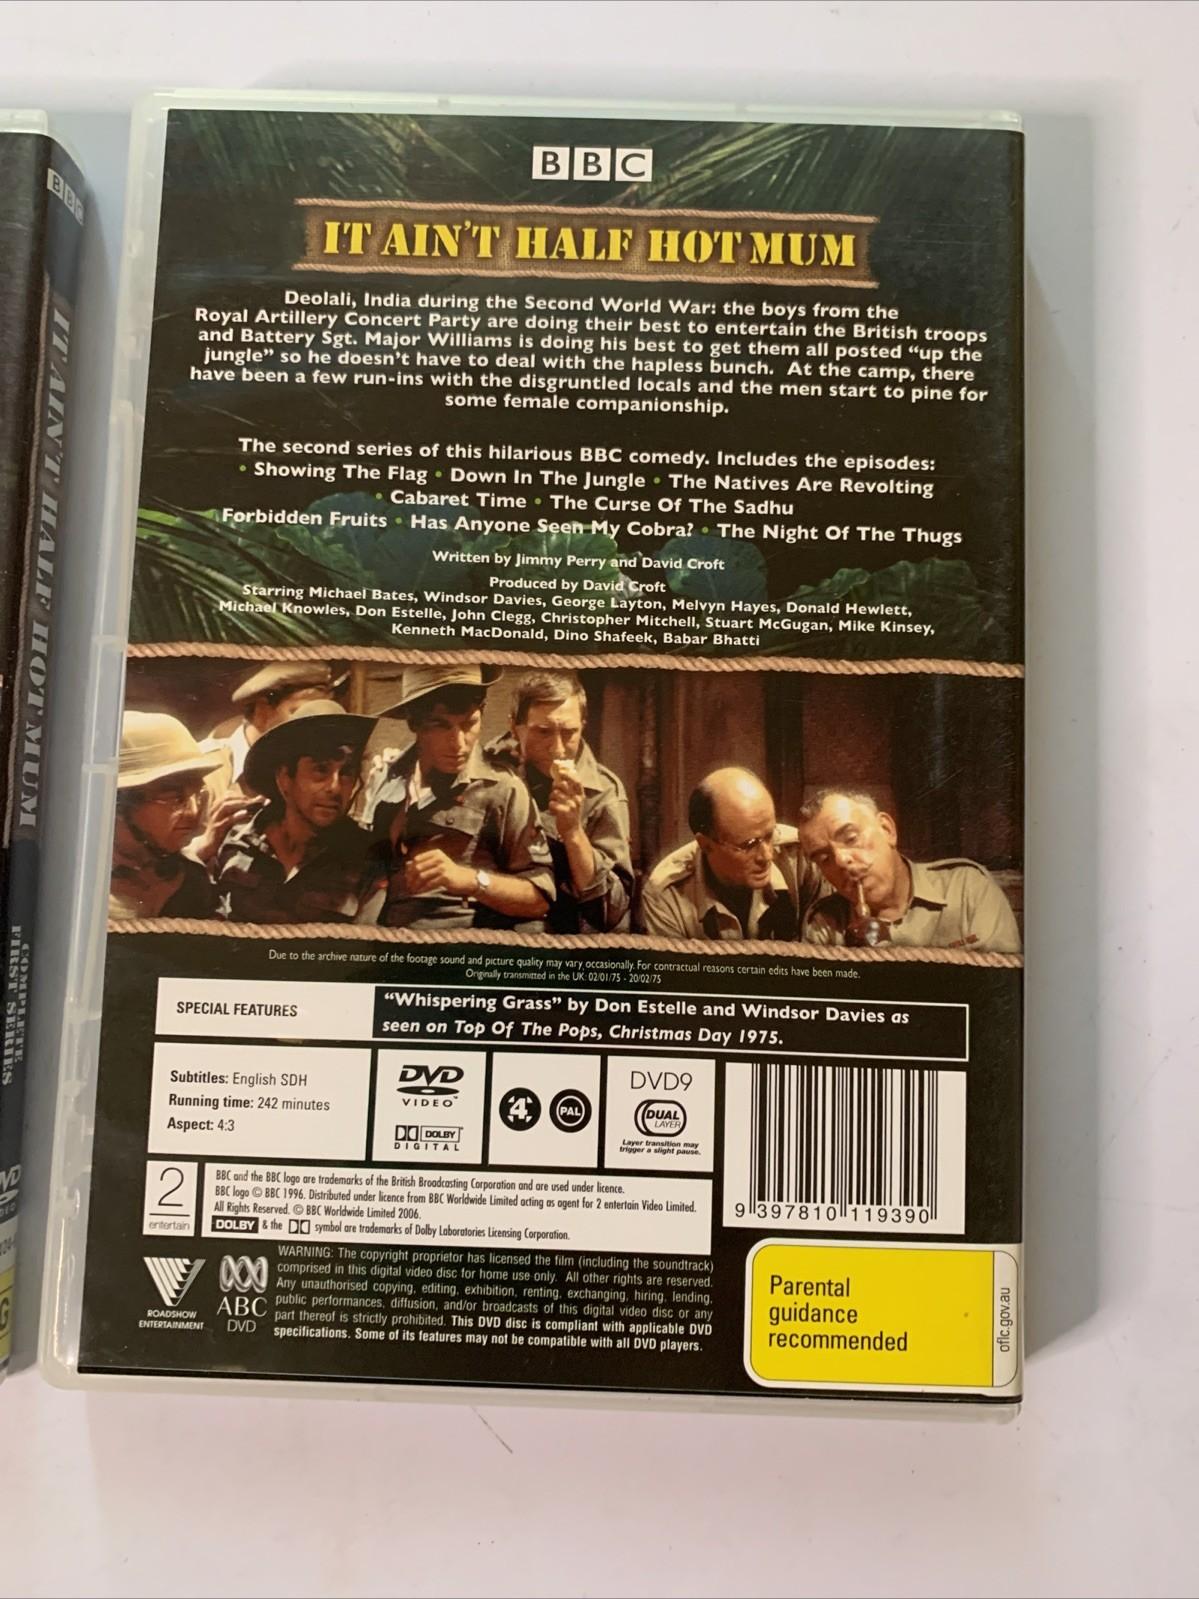 BBC
IT AIN'T HALF HOT MUM
COMPLETE
FIRST SERIES
BBC
IT AIN'T HALF HOT MUM
Deolali, India during the Second World War: the boys from the
Royal Artillery Concert Party are doing their best to entertain the British troops
and Battery Sgt. Major Williams is doing his best to get them all posted “up the
jungle” so he doesn't have to deal with the hapless bunch. At the camp, there
have been a few run-ins with the disgruntled locals and the men start to pine for
some female companionship.
The second series of this hilarious BBC comedy. Includes the episodes:
• Showing The Flag • Down In The Jungle • The Natives Are Revolting
• Cabaret Time • The Curse Of The Sadhu
Forbidden Fruits • Has Anyone Seen My Cobra? • The Night Of The Thugs
Written by Jimmy Perry and David Croft
Produced by David Croft
Starring Michael Bates, Windsor Davies, George Layton, Melvyn Hayes, Donald Hewlett,
Michael Knowles, Don Estelle, John Clegg, Christopher Mitchell, Stuart McGugan, Mike Kinsey,
Kenneth MacDonald, Dino Shafeek, Babar Bhatti
Due to the archive nature of the footage sound and picture quality may vary occasionally. For contractual reasons certain edits have been made.
Originally transmitted in the UK: 02/01/75 - 20/02/75
SPECIAL FEATURES
“Whispering Grass” by Don Estelle and Windsor Davies as
seen on Top Of The Pops, Christmas Day 1975.
Subtitles: English SDH
Running time: 242 minutes
Aspect: 4:3
DVD
VIDEO
DOLBY
DIGITAL
4
PAL
DVD9
DUAL
LAYER
Layer transition may
trigger a slight pause.
9 397810 119390
2
entertain
BBC and the BBC logo are trademarks of the British Broadcasting Corporation and are used under licence.
BBC logo © BBC 1996. Distributed under licence from BBC Worldwide Limited acting as agent for 2 entertain Video Limited.
All Rights Reserved. © BBC Worldwide Limited 2006.
DOLBY & the symbol are trademarks of Dolby Laboratories Licensing Corporation.
ROADSHOW
ENTERTAINMENT
ABC
DVD
WARNING: The copyright proprietor has licensed the film (including the soundtrack)
comprised in this digital video disc for home use only. All other rights are reserved.
Any unauthorised copying, editing, exhibition, renting, exchanging, hiring, lending,
public performances, diffusion, and/or broadcasts of this digital video disc or any
part thereof is strictly prohibited. This DVD disc is compliant with applicable DVD
specifications. Some of its features may not be compatible with all DVD players.
Parental
guidance
recommended
oflc.gov.au